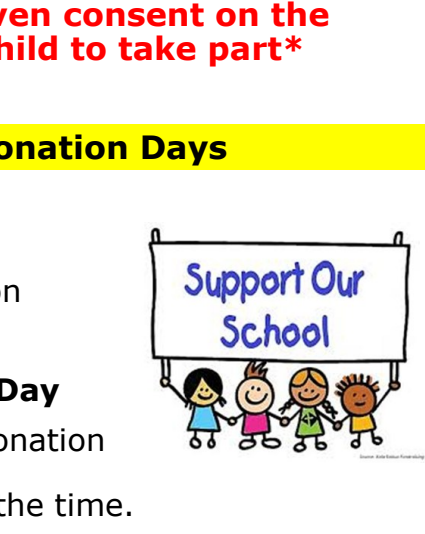 ven consent on the
hild to take part*
onation Days
on
Support Our
School
Day
onation
the time.